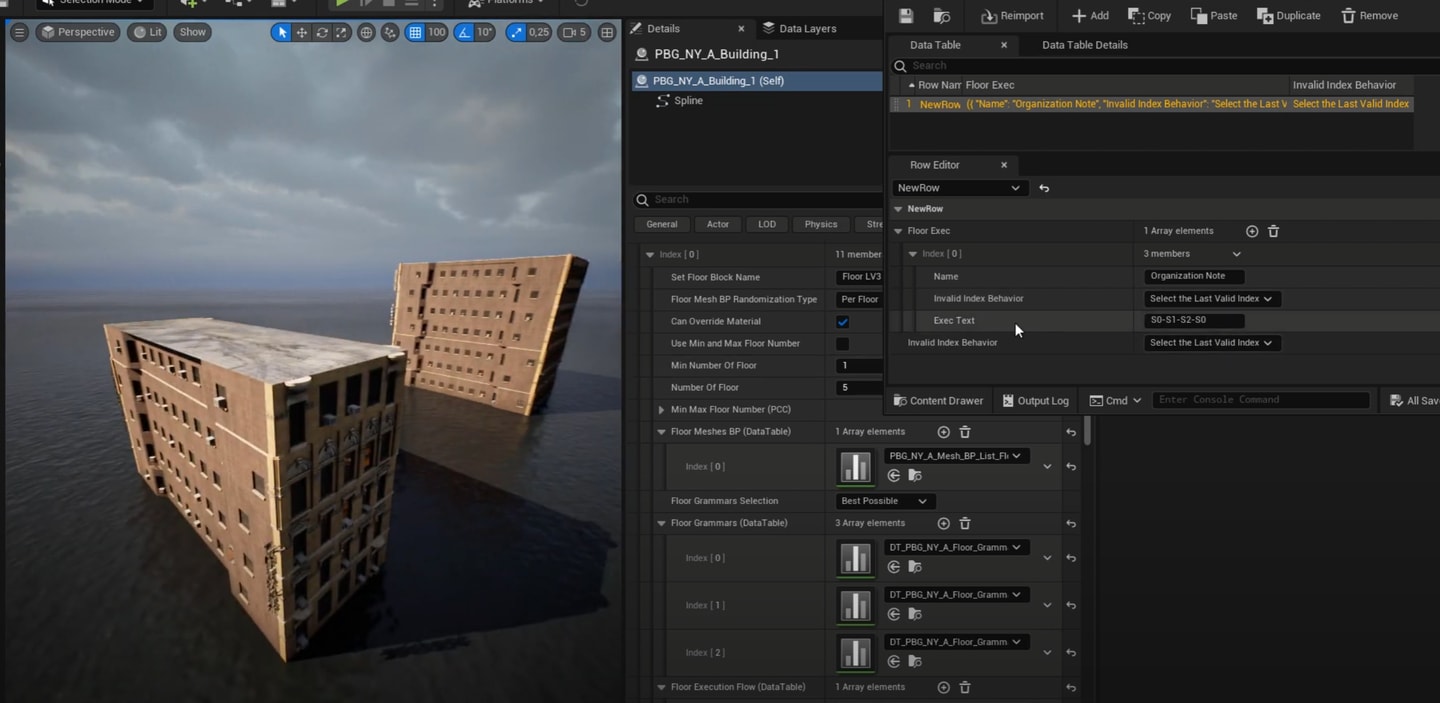 Selection Mode
Platforms
Perspective Lit Show 100 10° 0,25 5
Details Data Layers
PBG_NY_A_Building_1
PBG_NY_A_Building_1 (Self)
Spline
Search
General Actor LOD Physics Stre
Index [ 0 ] 11 member
Set Floor Block Name Floor LV3
Floor Mesh BP Randomization Type Per Floor
Can Override Material
Use Min and Max Floor Number
Min Number Of Floor 1
Number Of Floor 5
Min Max Floor Number (PCC)
Floor Meshes BP (DataTable) 1 Array elements
Index [ 0 ] PBG_NY_A_Mesh_BP_List_Flo
Floor Grammars Selection Best Possible
Floor Grammars (DataTable) 3 Array elements
Index [ 0 ] DT_PBG_NY_A_Floor_Gramm
Index [ 1 ] DT_PBG_NY_A_Floor_Gramm
Index [ 2 ] DT_PBG_NY_A_Floor_Gramm
Floor Execution Flow (DataTable) 1 Array elements
Reimport Add Copy Paste Duplicate Remove
Data Table Data Table Details
Search
Row Nam Floor Exec Invalid Index Behavior
1 NewRow (( "Name": "Organization Note", "Invalid Index Behavior": "Select the Last V Select the Last Valid Index
Row Editor
NewRow
NewRow
Floor Exec 1 Array elements
Index [ 0 ] 3 members
Name Organization Note
Invalid Index Behavior Select the Last Valid Index
Exec Text S0-S1-S2-S0
Invalid Index Behavior Select the Last Valid Index
Content Drawer Output Log Cmd Enter Console Command All Save